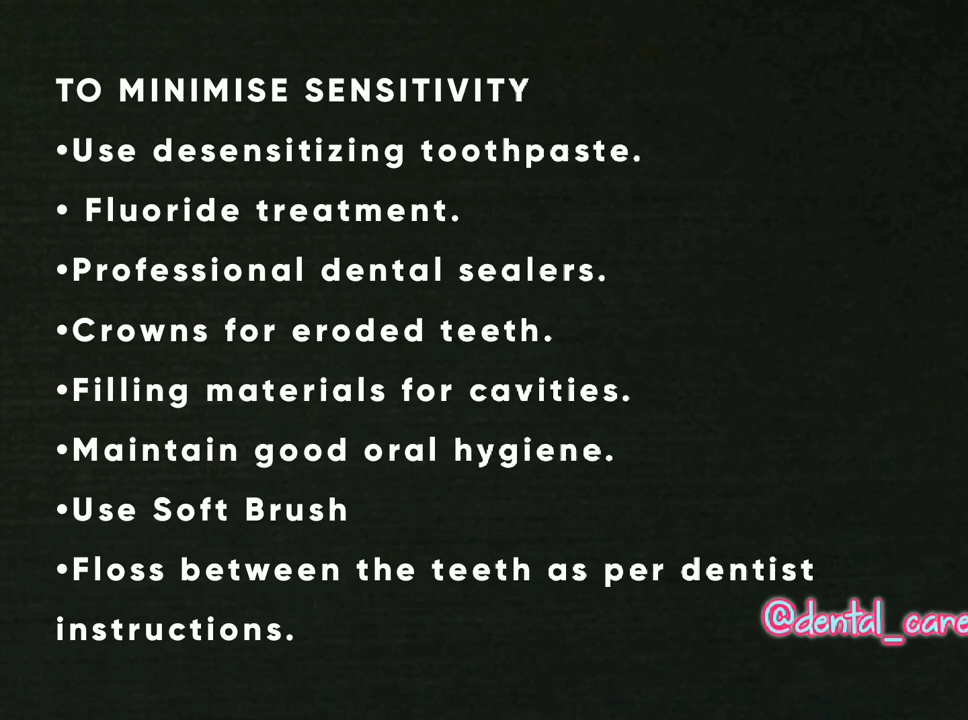 TO MINIMISE SENSITIVITY
•Use desensitizing toothpaste.
• Fluoride treatment.
•Professional dental sealers.
•Crowns for eroded teeth.
•Filling materials for cavities.
•Maintain good oral hygiene.
•Use Soft Brush
•Floss between the teeth as per dentist
instructions.
@dental_care